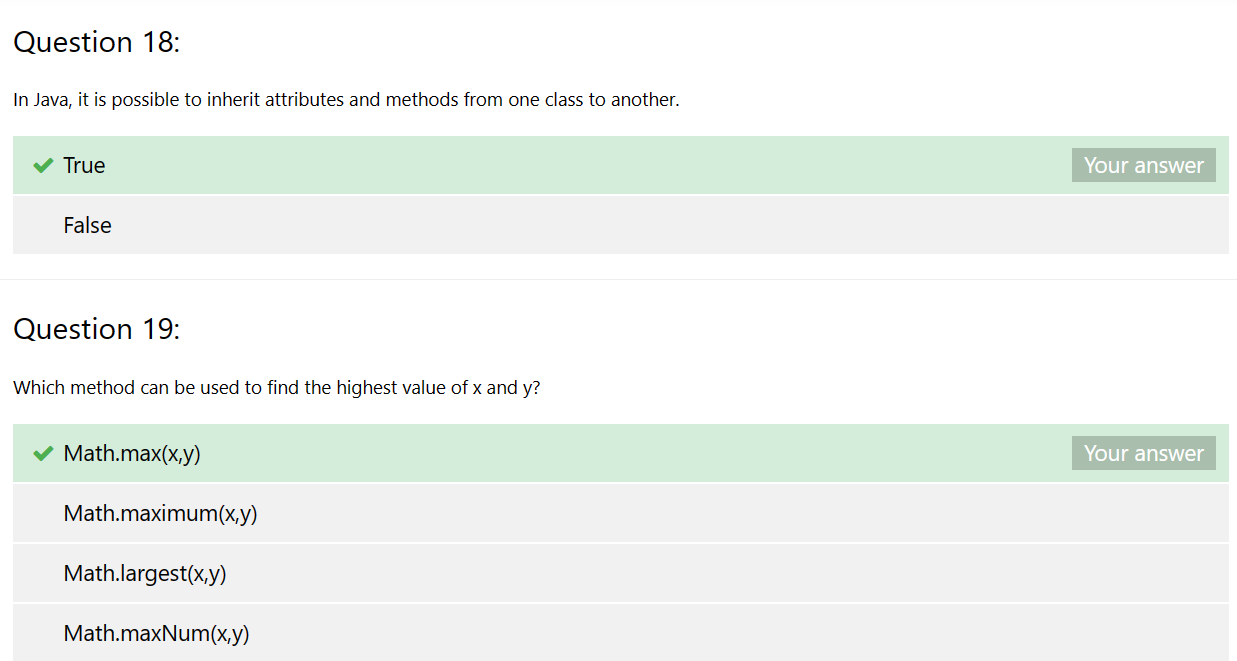 Question 18:
In Java, it is possible to inherit attributes and methods from one class to another.
True Your answer
False
Question 19:
Which method can be used to find the highest value of x and y?
Math.max(x,y) Your answer
Math.maximum(x,y)
Math.largest(x,y)
Math.maxNum(x,y)